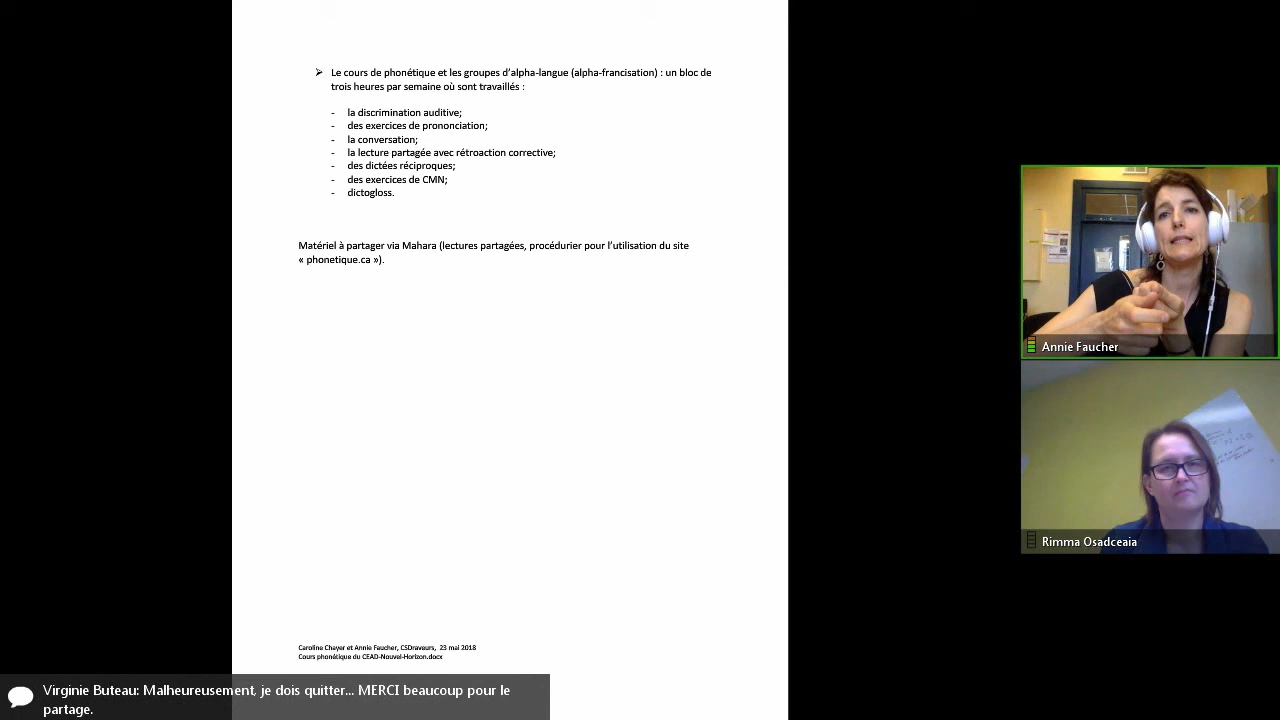 ➢ Le cours de phonétique et les groupes d'alpha-langue (alpha-francisation) : un bloc de
trois heures par semaine où sont travaillés :
- la discrimination auditive;
- des exercices de prononciation;
- la conversation;
- la lecture partagée avec rétroaction corrective;
- des dictées réciproques;
- des exercices de CMN;
- dictogloss.
Matériel à partager via Mahara (lectures partagées, procédurier pour l'utilisation du site
« phonetique.ca »).
Caroline Chayer et Annie Faucher, CSDraveurs, 23 mai 2018
Cours phonétique du CEAD-Nouvel-Horizon.docx
Annie Faucher
Rimma Osadceaia
Virginie Buteau: Malheureusement, je dois quitter... MERCI beaucoup pour le
partage.